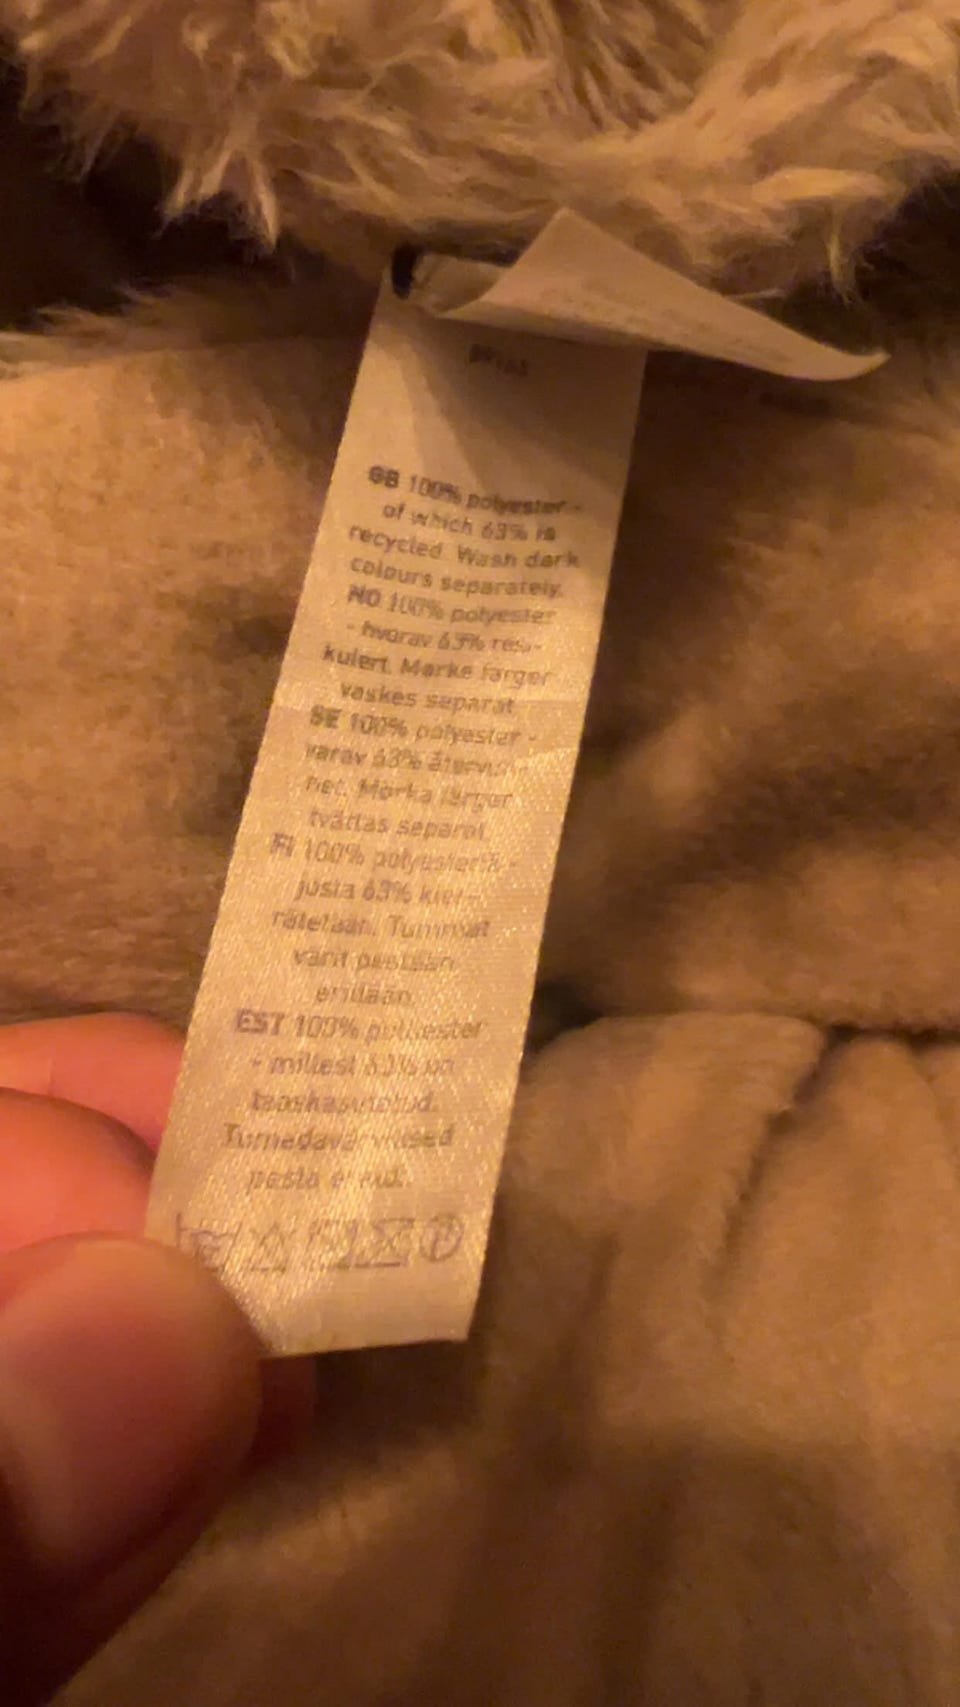 GB 100% polyester -
of which 63% is
recycled. Wash dark
colours separately.
NO 100% polyester
- hvorav 63% resir-
kulert. Mørke farger
vaskes separat.
SE 100% polyester -
varav 63% återvun-
net. Mörka färger
tvättas separat.
FI 100% polyesteriä -
josta 63% kier-
rätetään. Tummat
värit pestään
erillään.
EST 100% polüester
- millest 63% on
taaskasutatud.
Tumedavärvilised
pesta eraldi.